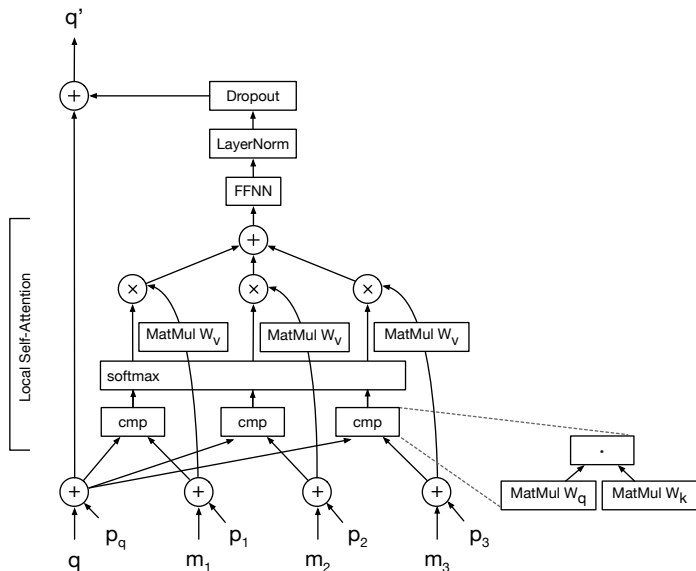 q'
+
Dropout
LayerNorm
FFNN
+
× × ×
Local Self-Attention
MatMul W_v MatMul W_v MatMul W_v
softmax
cmp cmp cmp
·
MatMul W_q MatMul W_k
+ + + +
p_q p_1 p_2 p_3
q m_1 m_2 m_3